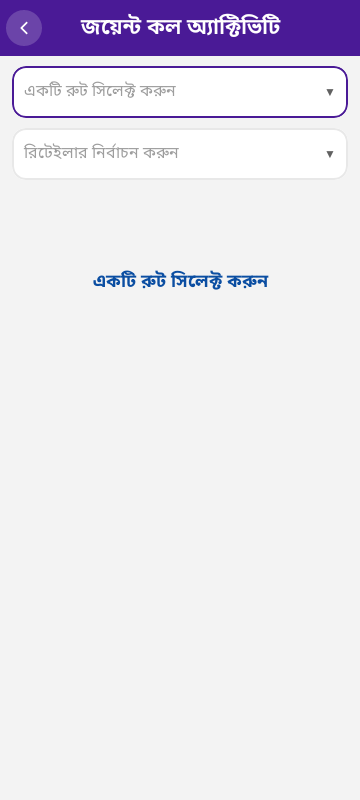 জয়েন্ট কল অ্যাক্টিভিটি
একটি রুট সিলেক্ট করুন
রিটেইলার নির্বাচন করুন
একটি রুট সিলেক্ট করুন